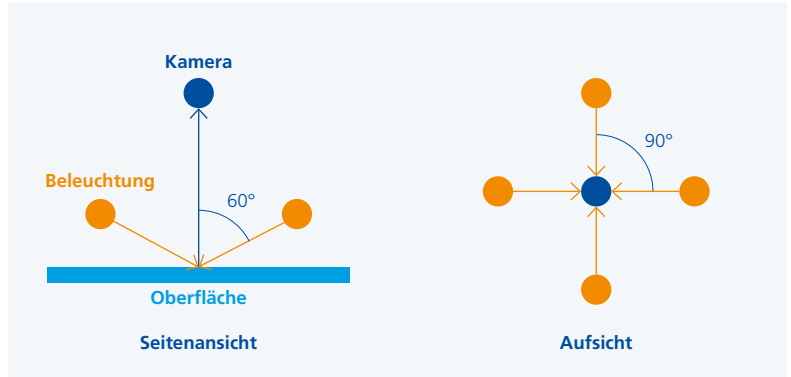 Kamera
Beleuchtung
60°
90°
Oberfläche
Seitenansicht
Aufsicht